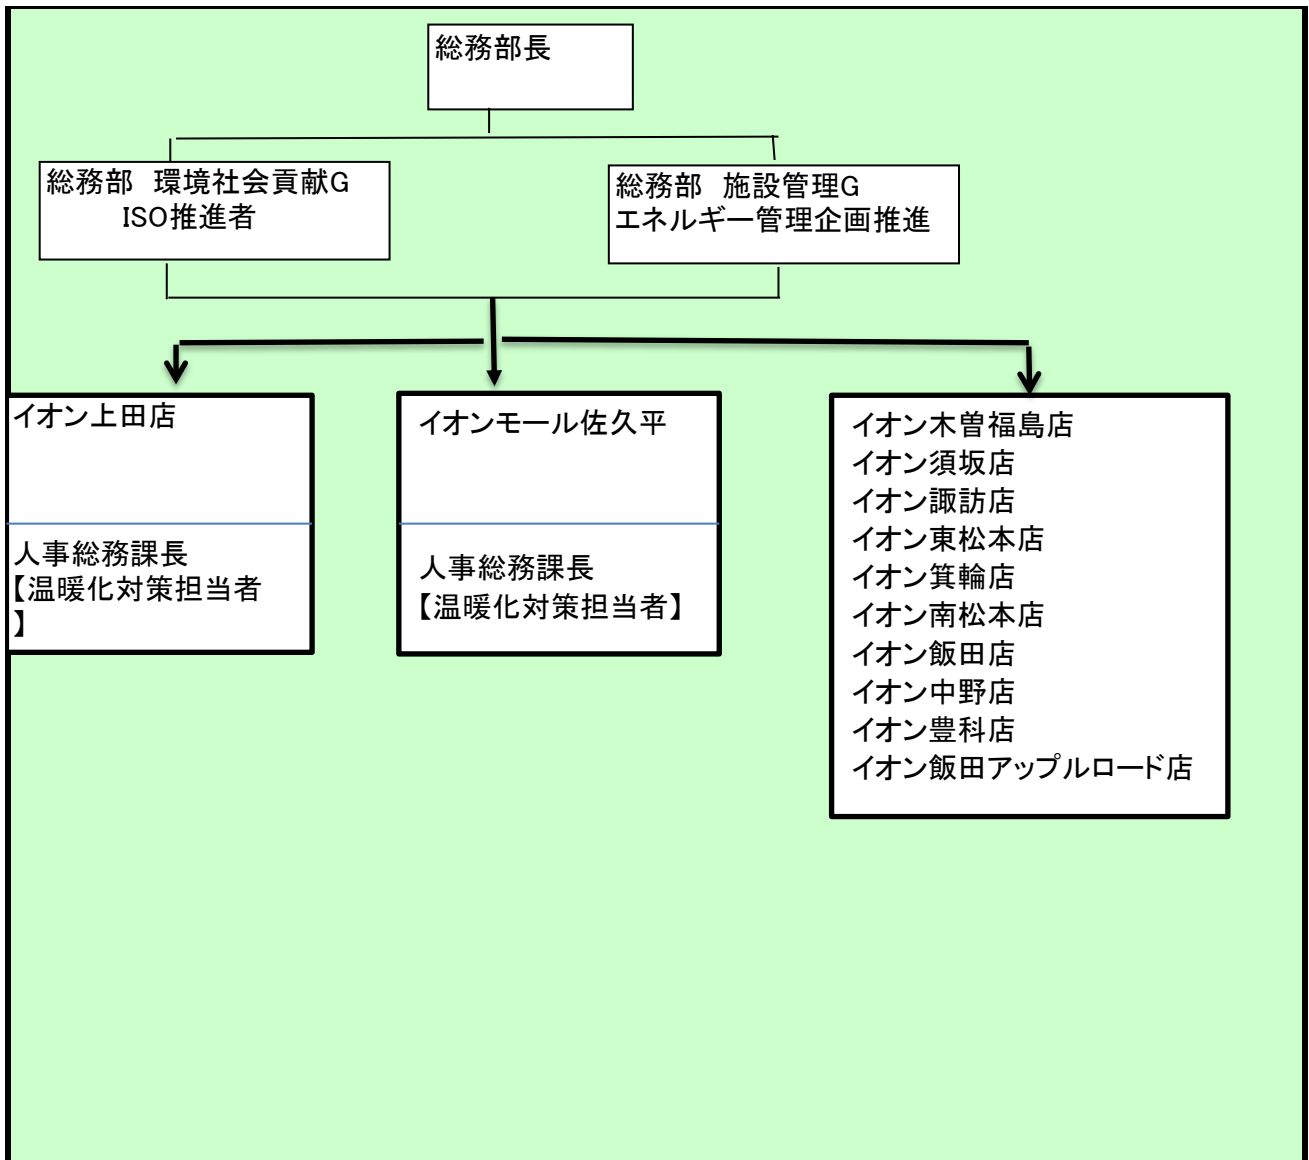 総務部長
総務部　環境社会貢献G
ISO推進者
総務部　施設管理G
エネルギー管理企画推進
イオン上田店
人事総務課長
【温暖化対策担当者
】
イオンモール佐久平
人事総務課長
【温暖化対策担当者】
イオン木曽福島店
イオン須坂店
イオン諏訪店
イオン東松本店
イオン箕輪店
イオン南松本店
イオン飯田店
イオン中野店
イオン豊科店
イオン飯田アップルロード店